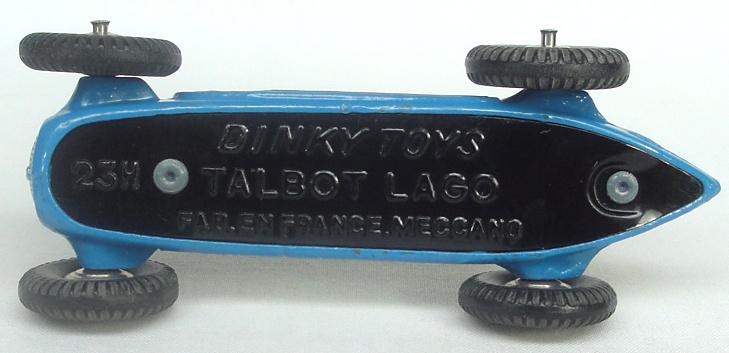 DINKY TOYS
23H TALBOT LAGO
FAB.EN FRANCE.MECCANO